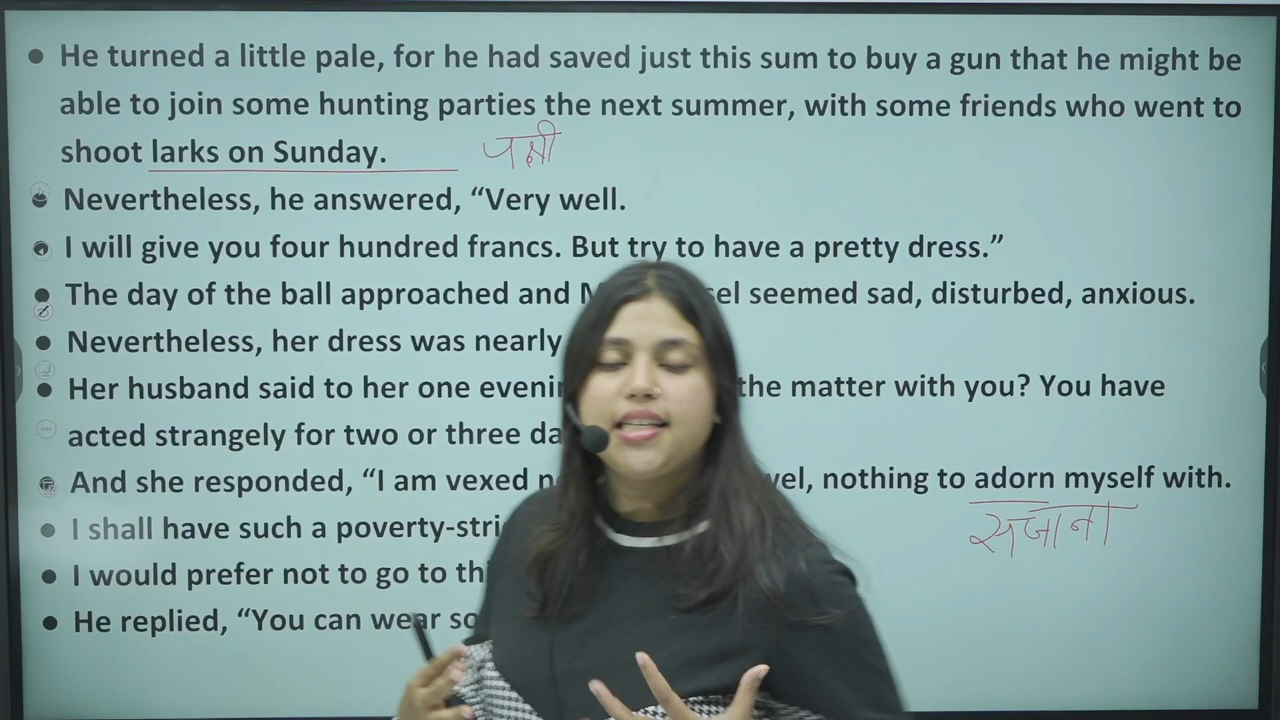 He turned a little pale, for he had saved just this sum to buy a gun that he might be
able to join some hunting parties the next summer, with some friends who went to
shoot larks on Sunday. पक्षी
Nevertheless, he answered, “Very well.
I will give you four hundred francs. But try to have a pretty dress.”
The day of the ball approached and seemed sad, disturbed, anxious.
Nevertheless, her dress was nearly
Her husband said to her one the matter with you? You have
acted strangely for two or three
And she responded, “I am vexed nothing to adorn myself with.
सजाना
I shall have such a
I would prefer not to go to
He replied, “You can wear